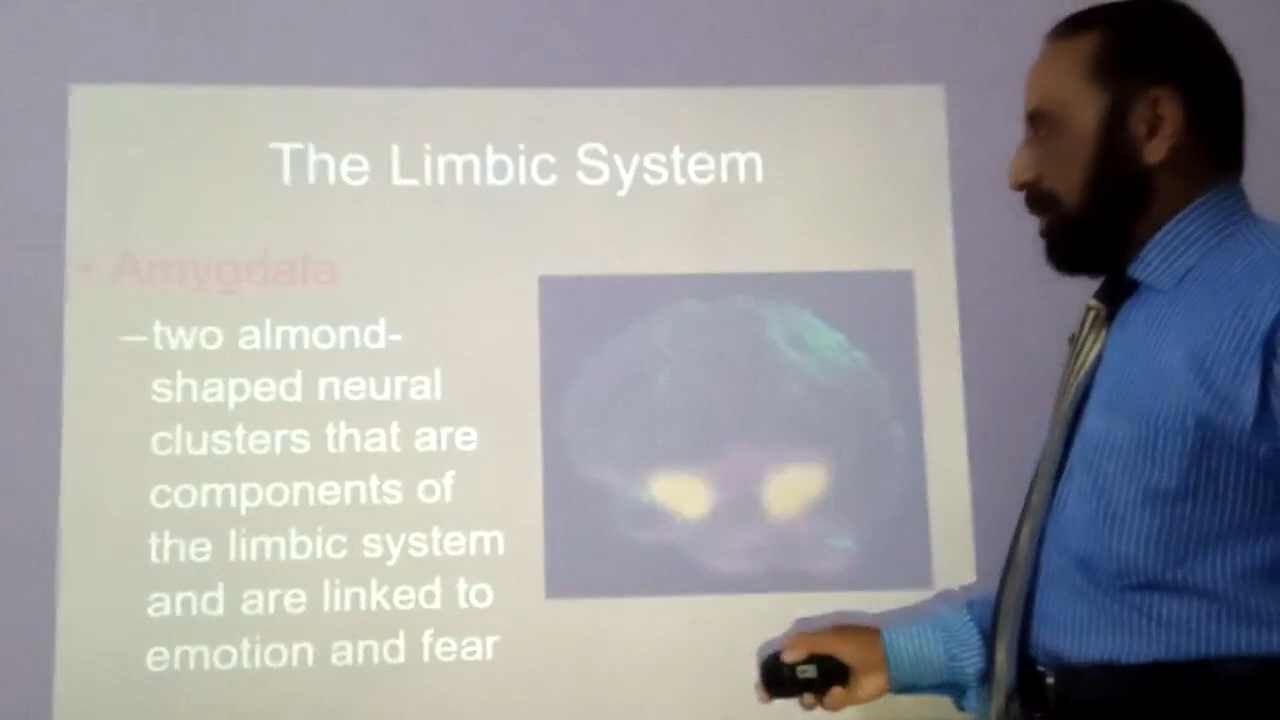 The Limbic System
• Amygdala
–two almond-
shaped neural
clusters that are
components of
the limbic system
and are linked to
emotion and fear